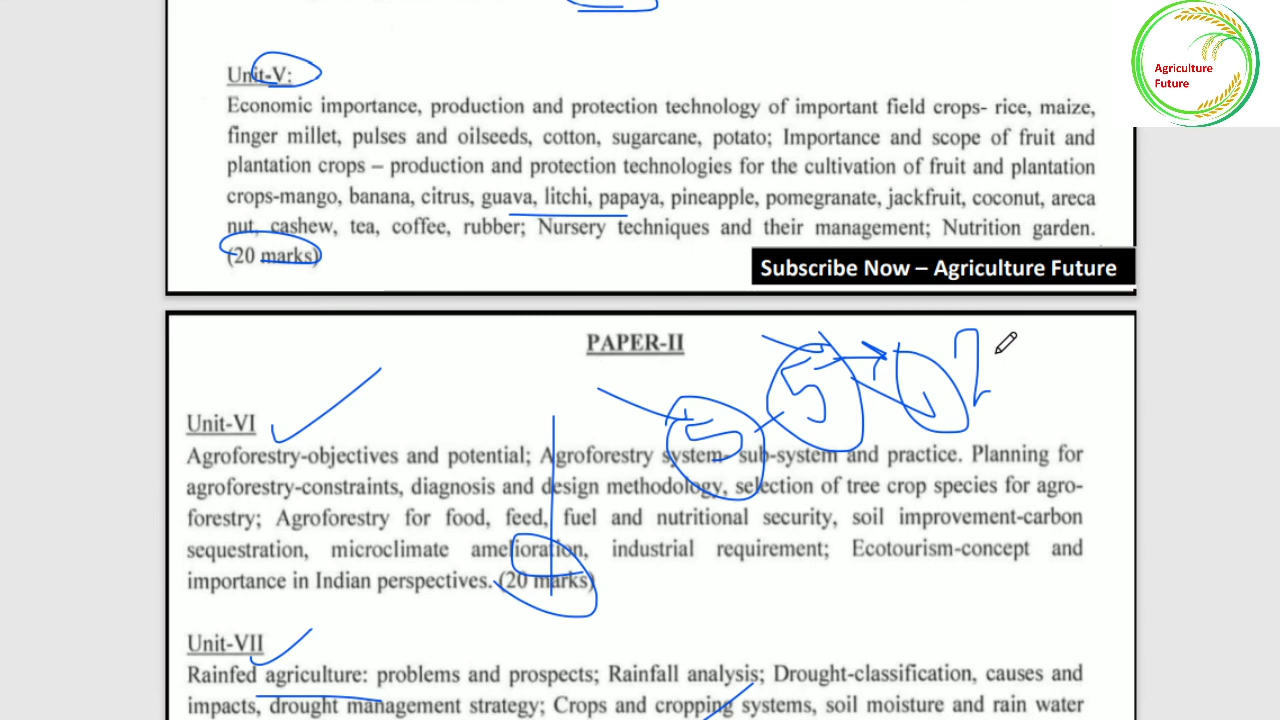 Agriculture
Future
Unit-V:
Economic importance, production and protection technology of important field crops- rice, maize,
finger millet, pulses and oilseeds, cotton, sugarcane, potato; Importance and scope of fruit and
plantation crops – production and protection technologies for the cultivation of fruit and plantation
crops-mango, banana, citrus, guava, litchi, papaya, pineapple, pomegranate, jackfruit, coconut, areca
nut, cashew, tea, coffee, rubber; Nursery techniques and their management; Nutrition garden.
(20 marks)
Subscribe Now – Agriculture Future
PAPER-II
5 5
Unit-VI
Agroforestry-objectives and potential; Agroforestry system- sub-system and practice. Planning for
agroforestry-constraints, diagnosis and design methodology, selection of tree crop species for agro-
forestry; Agroforestry for food, feed, fuel and nutritional security, soil improvement-carbon
sequestration, microclimate amelioration, industrial requirement; Ecotourism-concept and
importance in Indian perspectives. (20 marks)
Unit-VII
Rainfed agriculture: problems and prospects; Rainfall analysis; Drought-classification, causes and
impacts, drought management strategy; Crops and cropping systems, soil moisture and rain water